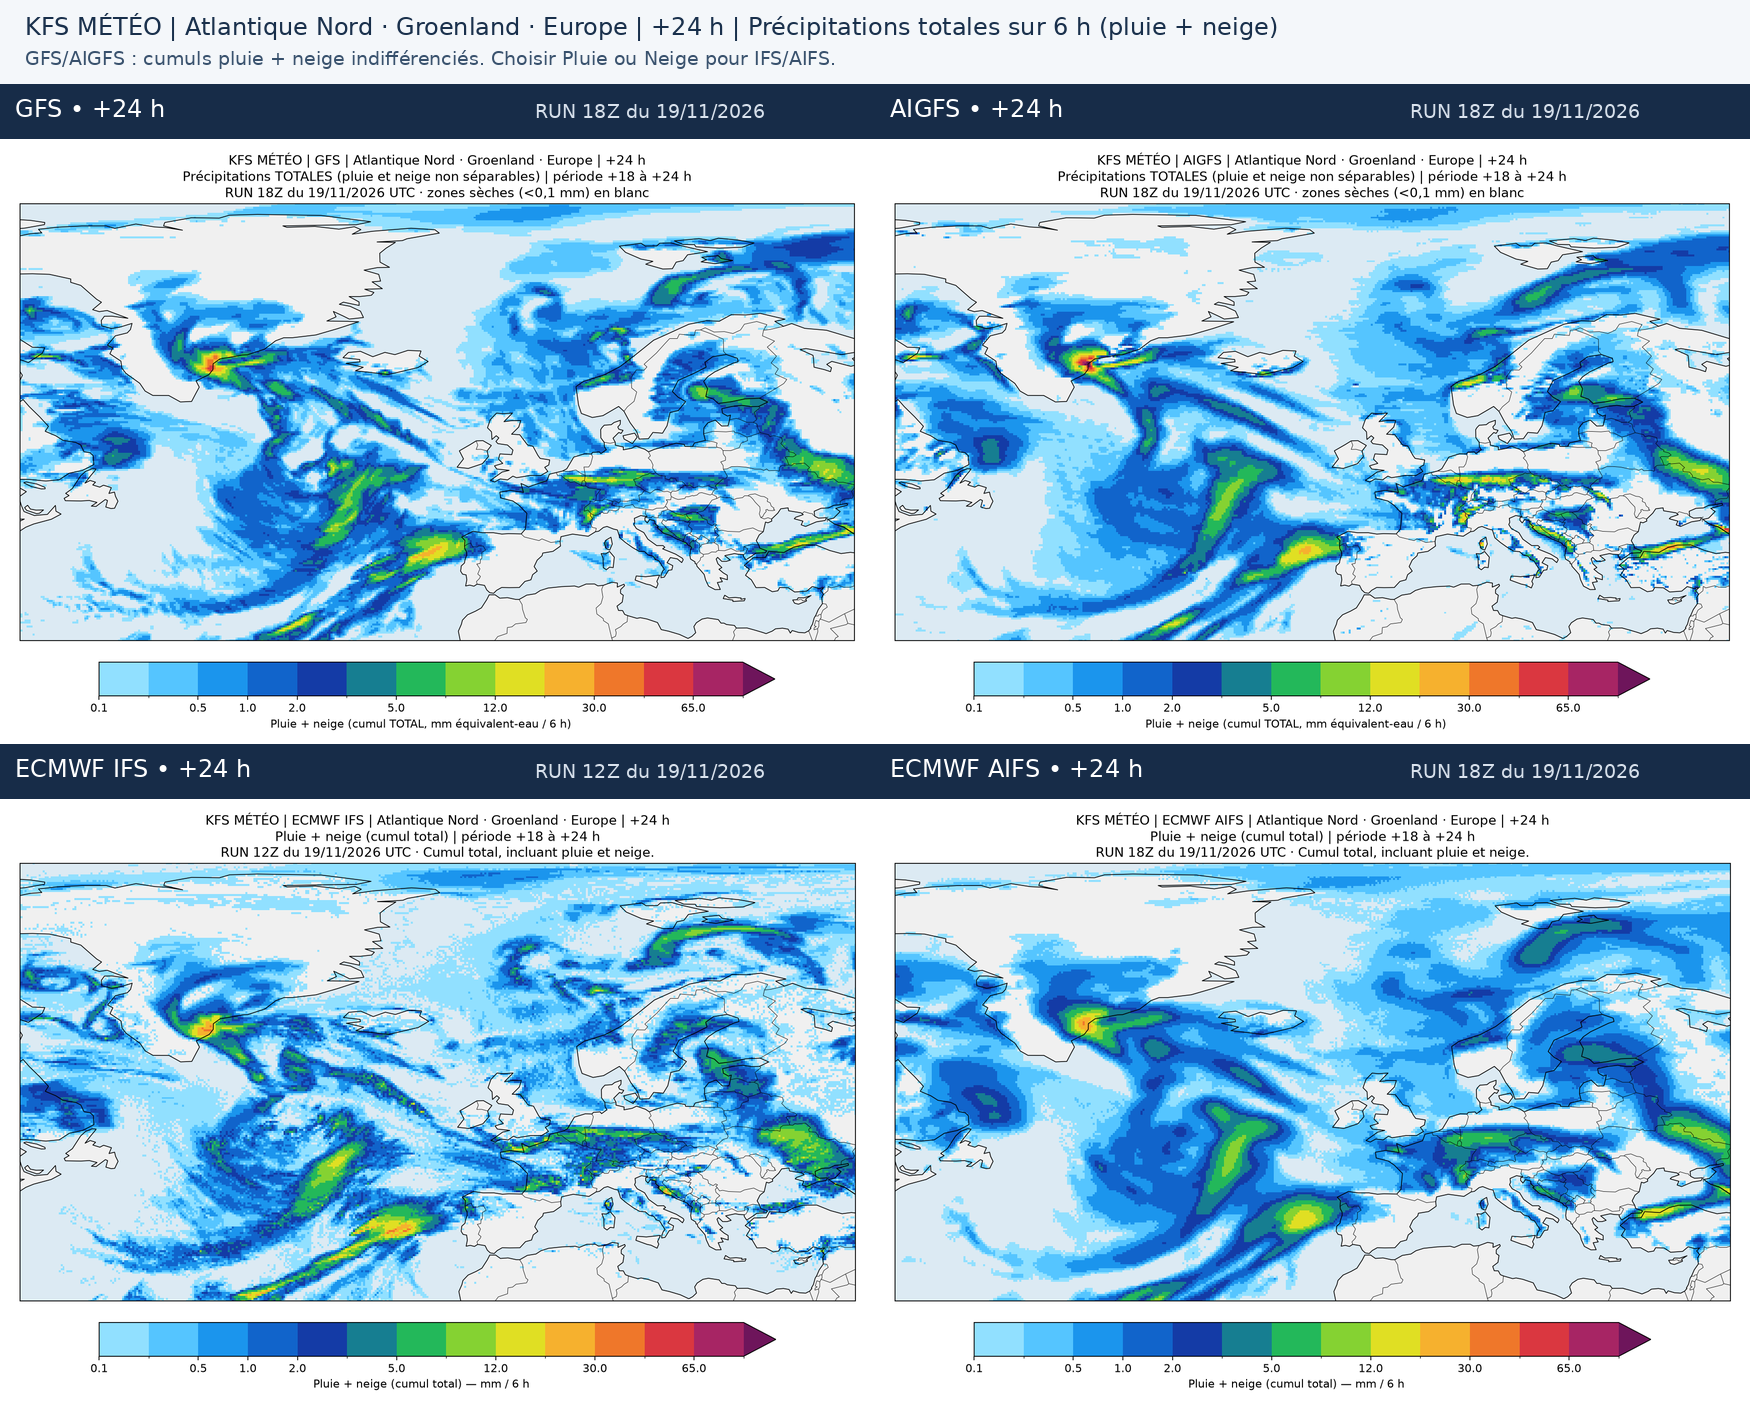 KFS MÉTÉO | Atlantique Nord · Groenland · Europe | +24 h | Précipitations totales sur 6 h (pluie + neige)
GFS/AIGFS : cumuls pluie + neige indifférenciés. Choisir Pluie ou Neige pour IFS/AIFS.
GFS • +24 h
RUN 18Z du 19/11/2026
AIGFS • +24 h
RUN 18Z du 19/11/2026
KFS MÉTÉO | GFS | Atlantique Nord · Groenland · Europe | +24 h
Précipitations TOTALES (pluie et neige non séparables) | période +18 à +24 h
RUN 18Z du 19/11/2026 UTC · zones sèches (<0,1 mm) en blanc
KFS MÉTÉO | AIGFS | Atlantique Nord · Groenland · Europe | +24 h
Précipitations TOTALES (pluie et neige non séparables) | période +18 à +24 h
RUN 18Z du 19/11/2026 UTC · zones sèches (<0,1 mm) en blanc
0.1 0.5 1.0 2.0 5.0 12.0 30.0 65.0
Pluie + neige (cumul TOTAL, mm équivalent-eau / 6 h)
0.1 0.5 1.0 2.0 5.0 12.0 30.0 65.0
Pluie + neige (cumul TOTAL, mm équivalent-eau / 6 h)
ECMWF IFS • +24 h
RUN 12Z du 19/11/2026
ECMWF AIFS • +24 h
RUN 18Z du 19/11/2026
KFS MÉTÉO | ECMWF IFS | Atlantique Nord · Groenland · Europe | +24 h
Pluie + neige (cumul total) | période +18 à +24 h
RUN 12Z du 19/11/2026 UTC · Cumul total, incluant pluie et neige.
KFS MÉTÉO | ECMWF AIFS | Atlantique Nord · Groenland · Europe | +24 h
Pluie + neige (cumul total) | période +18 à +24 h
RUN 18Z du 19/11/2026 UTC · Cumul total, incluant pluie et neige.
0.1 0.5 1.0 2.0 5.0 12.0 30.0 65.0
Pluie + neige (cumul total) — mm / 6 h
0.1 0.5 1.0 2.0 5.0 12.0 30.0 65.0
Pluie + neige (cumul total) — mm / 6 h